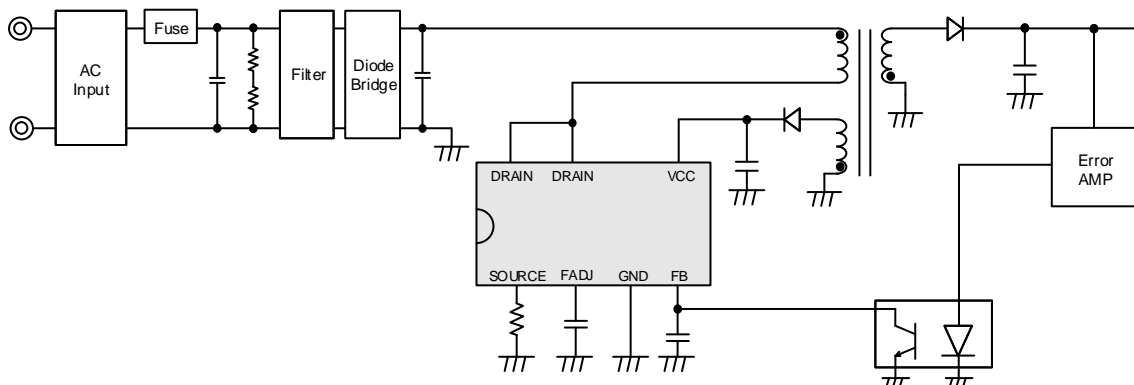 Fuse
AC
Input
Filter
Diode
Bridge
DRAIN
DRAIN
VCC
Error
AMP
SOURCE
FADJ
GND
FB